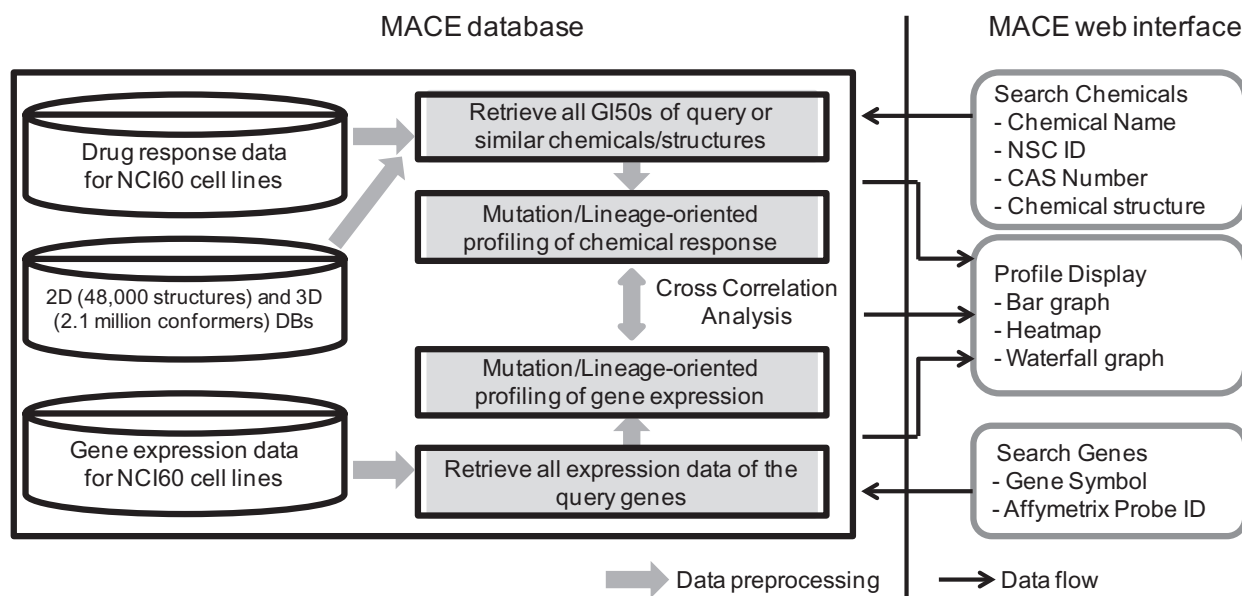 MACE database
MACE web interface
Drug response data
for NCI60 cell lines
2D (48,000 structures) and 3D
(2.1 million conformers) DBs
Gene expression data
for NCI60 cell lines
Retrieve all GI50s of query or
similar chemicals/structures
Mutation/Lineage-oriented
profiling of chemical response
Cross Correlation
Analysis
Mutation/Lineage-oriented
profiling of gene expression
Retrieve all expression data of the
query genes
Search Chemicals
- Chemical Name
- NSC ID
- CAS Number
- Chemical structure
Profile Display
- Bar graph
- Heatmap
- Waterfall graph
Search Genes
- Gene Symbol
- Affymetrix Probe ID
Data preprocessing
Data flow